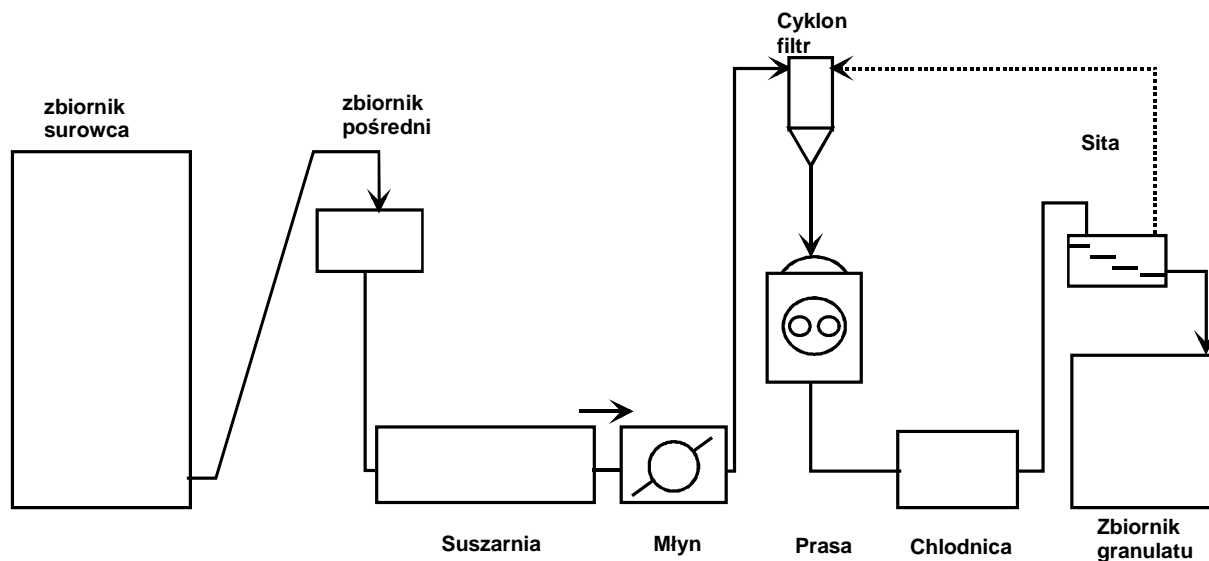 Cyklon
filtr
zbiornik
surowca
zbiornik
pośredni
Sita
Suszarnia
Młyn
Prasa
Chlodnica
Zbiornik
granulatu